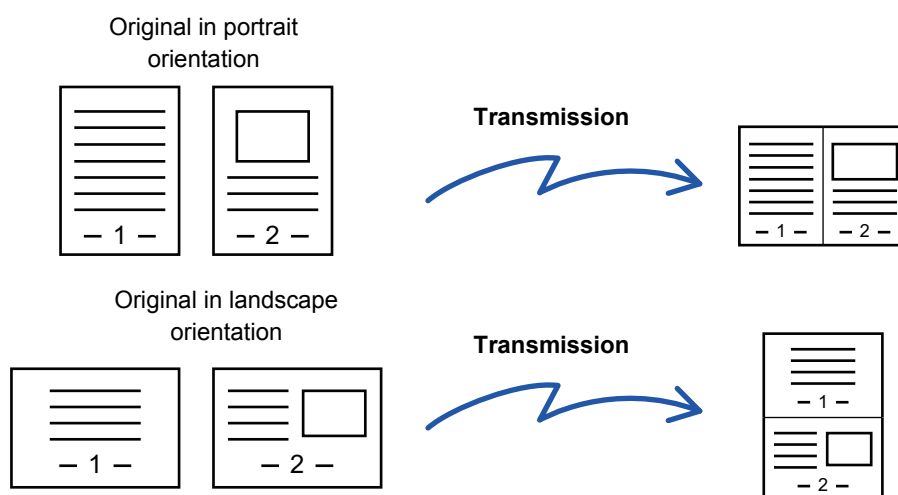 Original in portrait
orientation
Transmission
– 1 –
– 2 –
– 1 –
– 2 –
Original in landscape
orientation
Transmission
– 1 –
– 2 –
– 1 –
– 2 –